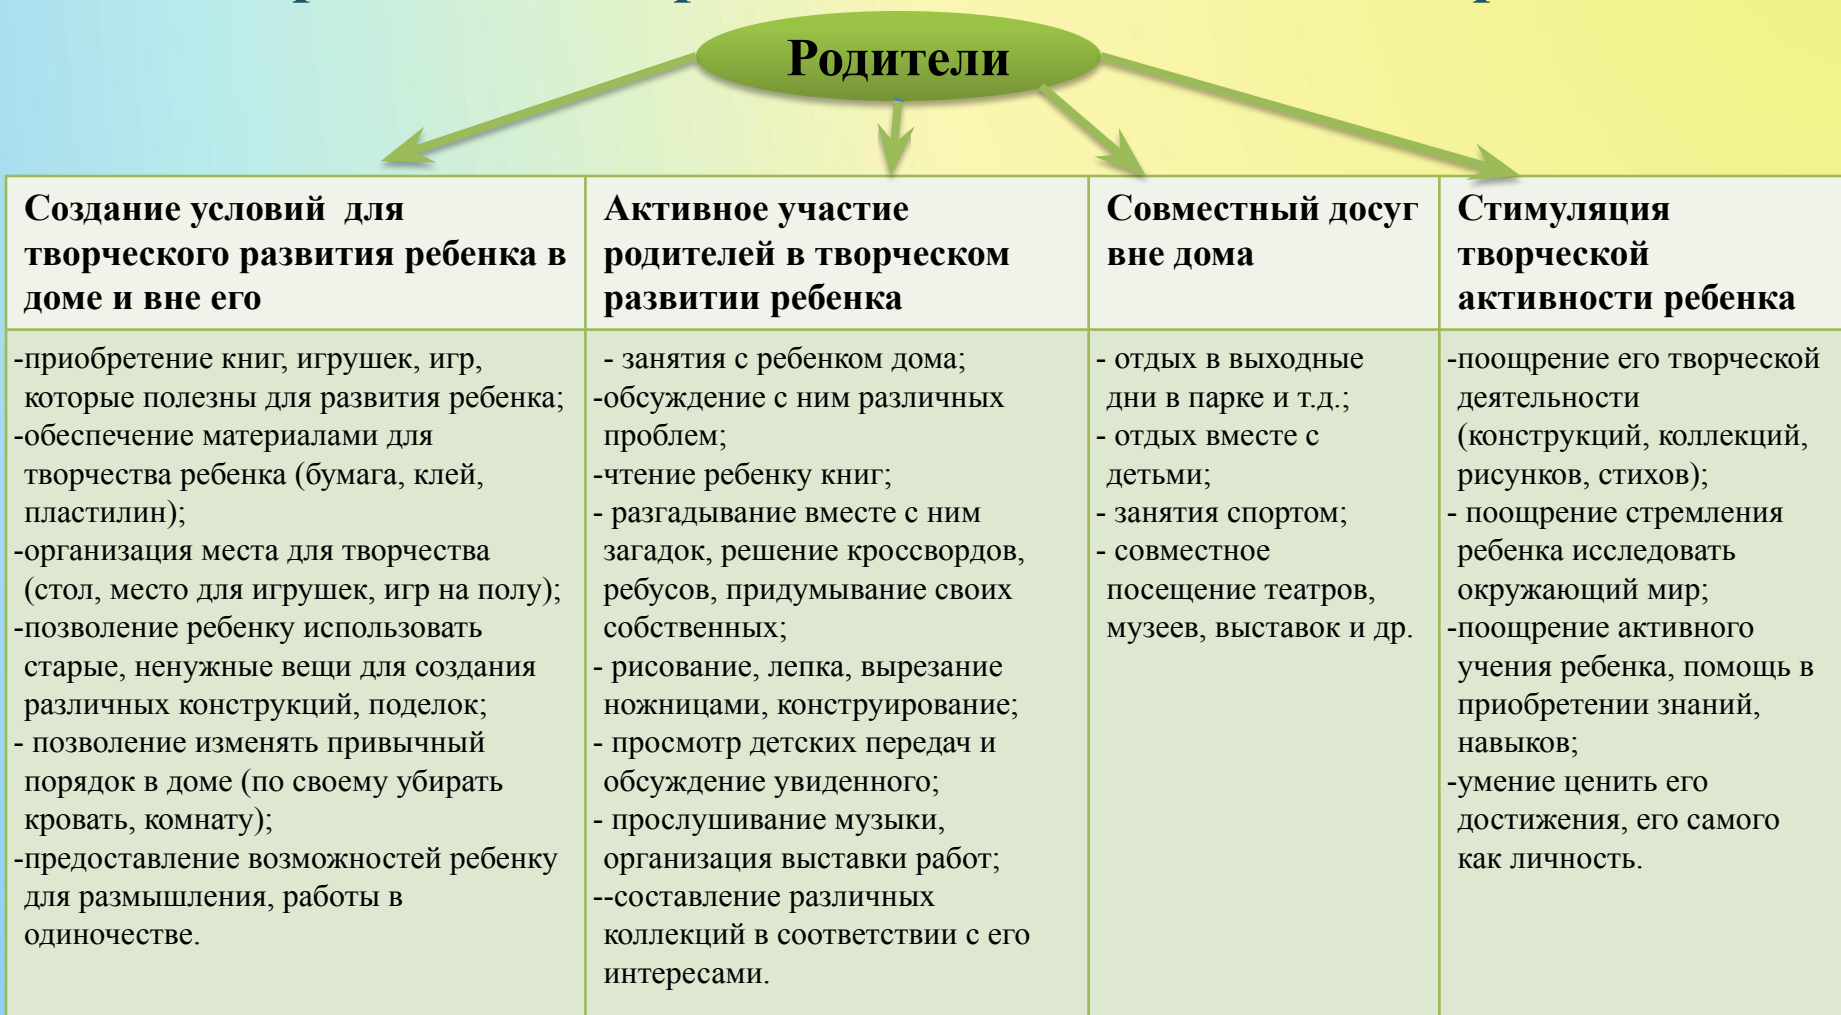 Родители
Создание условий  для
творческого развития ребенка в
доме и вне его
Активное участие
родителей в творческом
развитии ребенка
Совместный досуг
вне дома
Стимуляция
творческой
активности ребенка
-приобретение книг, игрушек, игр,
которые полезны для развития ребенка;
-обеспечение материалами для
творчества ребенка (бумага, клей,
пластилин);
-организация места для творчества
(стол, место для игрушек, игр на полу);
-позволение ребенку использовать
старые, ненужные вещи для создания
различных конструкций, поделок;
- позволение изменять привычный
порядок в доме (по своему убирать
кровать, комнату);
-предоставление возможностей ребенку
для размышления, работы в
одиночестве.
- занятия с ребенком дома;
-обсуждение с ним различных
проблем;
-чтение ребенку книг;
- разгадывание вместе с ним
загадок, решение кроссвордов,
ребусов, придумывание своих
собственных;
- рисование, лепка, вырезание
ножницами, конструирование;
- просмотр детских передач и
обсуждение увиденного;
- прослушивание музыки,
организация выставки работ;
--составление различных
коллекций в соответствии с его
интересами.
- отдых в выходные
дни в парке и т.д.;
- отдых вместе с
детьми;
- занятия спортом;
- совместное
посещение театров,
музеев, выставок и др.
-поощрение его творческой
деятельности
(конструкций, коллекций,
рисунков, стихов);
- поощрение стремления
ребенка исследовать
окружающий мир;
-поощрение активного
учения ребенка, помощь в
приобретении знаний,
навыков;
-умение ценить его
достижения, его самого
как личность.